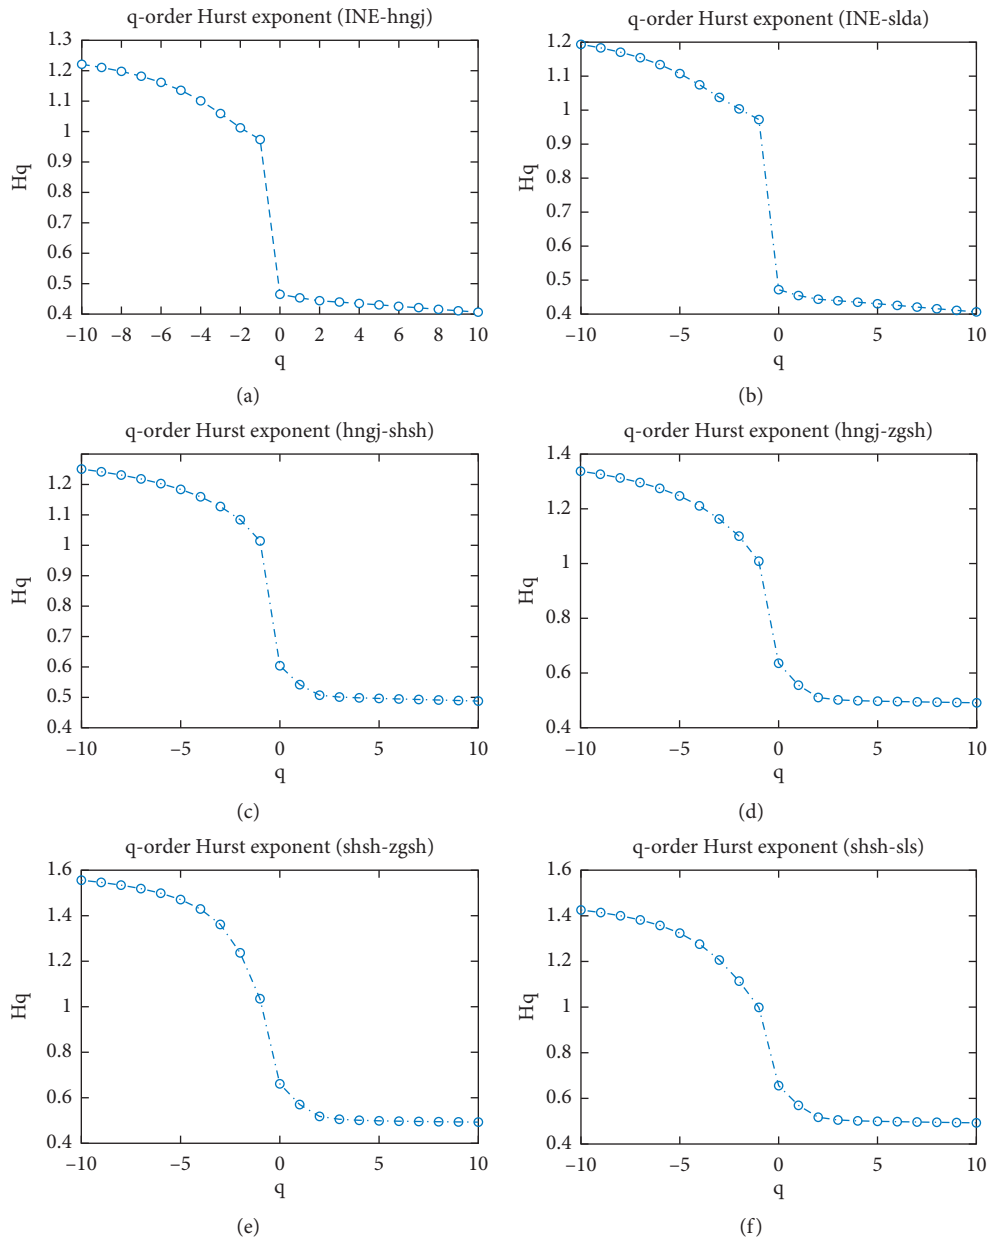 q-order Hurst exponent (INE-hngj)
1.3
1.2
1.1
1
0.9
0.8
0.7
0.6
0.5
0.4
Hq
–10 –8 –6 –4 –2 0 2 4 6 8 10
q
(a)
q-order Hurst exponent (INE-slda)
1.2
1.1
1
0.9
0.8
0.7
0.6
0.5
0.4
Hq
–10 –5 0 5 10
q
(b)
q-order Hurst exponent (hngj-shsh)
1.2
1.1
1
0.9
0.8
0.7
0.6
0.5
0.4
Hq
–10 –5 0 5 10
q
(c)
q-order Hurst exponent (hngj-zgsh)
1.4
1.2
1
0.8
0.6
0.4
Hq
–10 –5 0 5 10
q
(d)
q-order Hurst exponent (shsh-zgsh)
1.6
1.4
1.2
1
0.8
0.6
0.4
Hq
–10 –5 0 5 10
q
(e)
q-order Hurst exponent (shsh-sls)
1.6
1.4
1.2
1
0.8
0.6
0.4
Hq
–10 –5 0 5 10
q
(f)